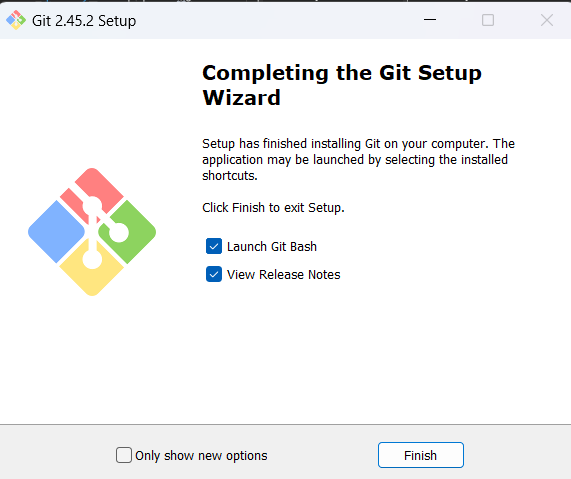 Git 2.45.2 Setup
Completing the Git Setup
Wizard
Setup has finished installing Git on your computer. The
application may be launched by selecting the installed
shortcuts.
Click Finish to exit Setup.
Launch Git Bash
View Release Notes
Only show new options
Finish